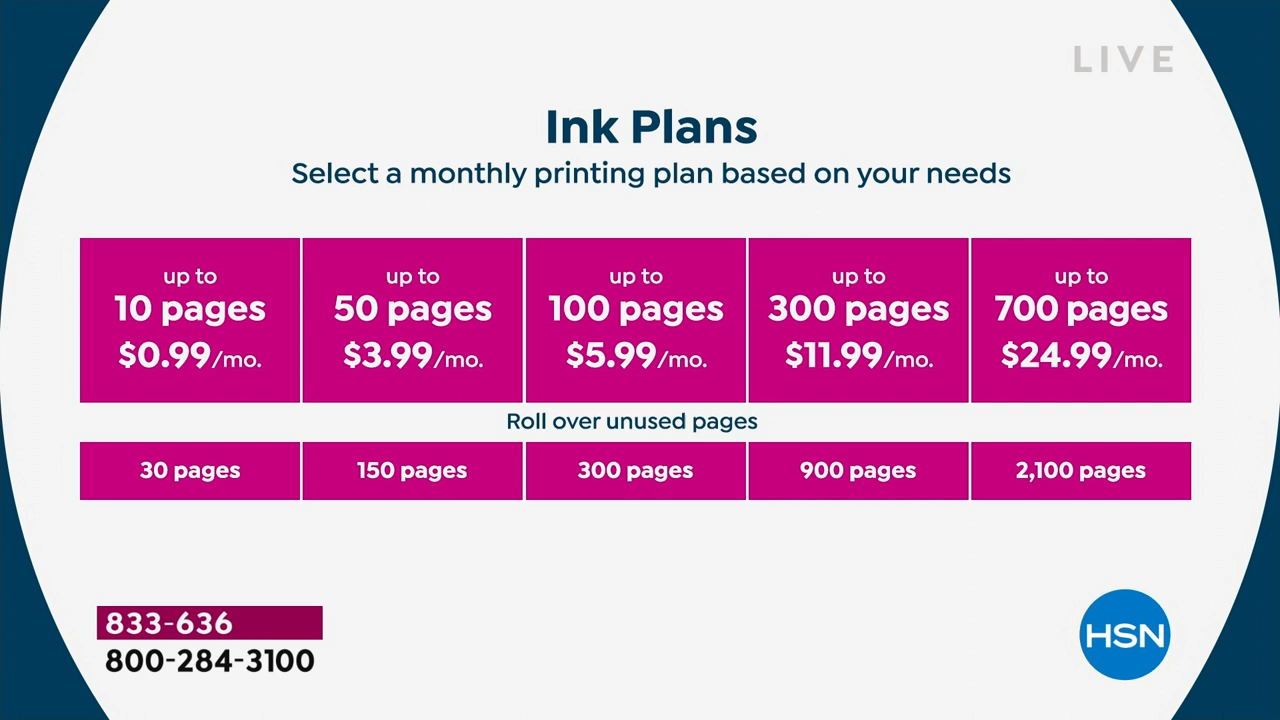 LIVE
Ink Plans
Select a monthly printing plan based on your needs
up to
10 pages
$0.99/mo.
up to
50 pages
$3.99/mo.
up to
100 pages
$5.99/mo.
up to
300 pages
$11.99/mo.
up to
700 pages
$24.99/mo.
Roll over unused pages
30 pages
150 pages
300 pages
900 pages
2,100 pages
833-636
800-284-3100
HSN